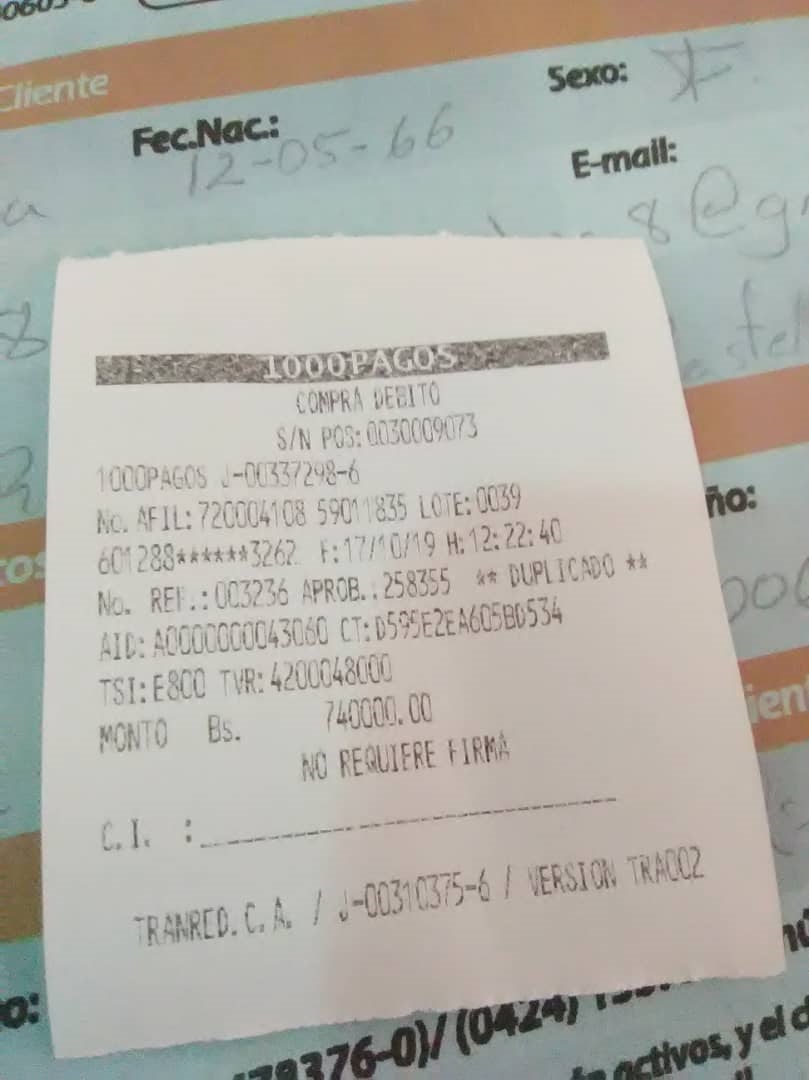 Cliente
Sexo: F.
Fec.Nac.:
12-05-66
E-mail:
8@g
1000PAGOS
COMPRA DEBITO
S/N POS:0030009073
1000PAGOS J-00337298-6
No. AFIL:720004108 59011835 LOTE:0039
601288******3262 F:17/10/19 H:12:22:40
No. REF.:003236 APROB.:258355 ** DUPLICADO **
AID:A0000000043060 CT:D595E2EA605BD534
TSI:E800 TVR:4200048000
MONTO Bs. 740000.00
NO REQUIERE FIRMA
C.I. :
TRANRED.C.A. / J-00310375-6 / VERSION TRA002
ño:
o:
78376-0)/ (0424)
activos, y el